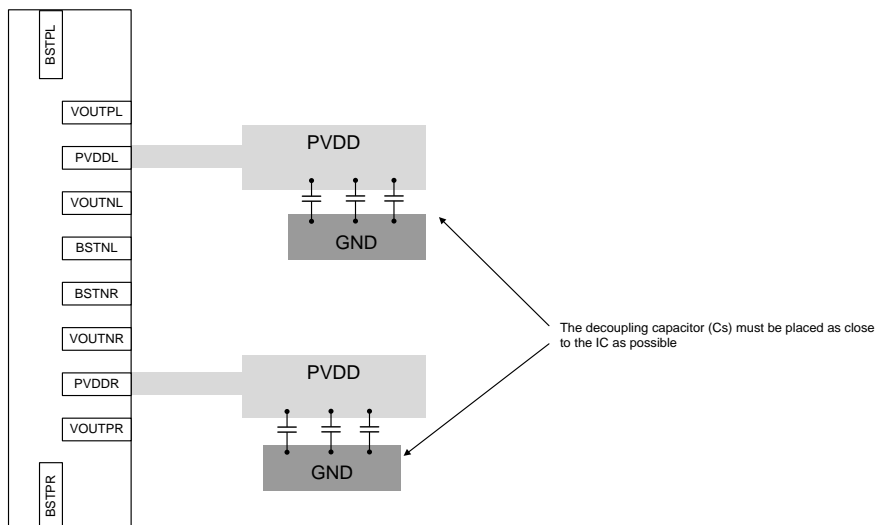 BSTPL
VOUTPL
PVDDL
VOUTNL
BSTNL
BSTNR
VOUTNR
PVDDR
VOUTPR
BSTPR
PVDD
GND
PVDD
GND
The decoupling capacitor (Cs) must be placed as close
to the IC as possible